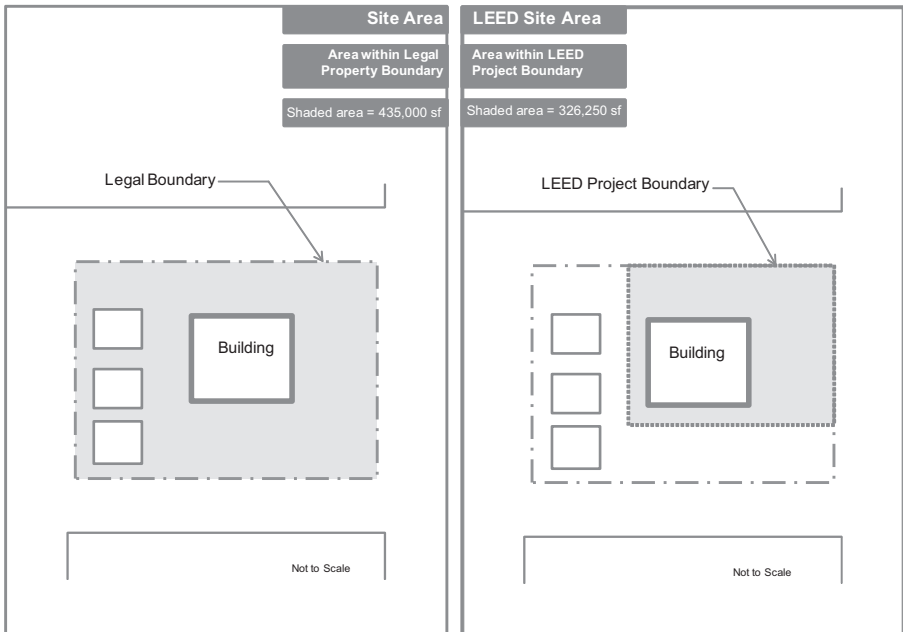 Site Area
Area within Legal
Property Boundary
Shaded area = 435,000 sf
Legal Boundary
Building
Not to Scale
LEED Site Area
Area within LEED
Project Boundary
Shaded area = 326,250 sf
LEED Project Boundary
Building
Not to Scale